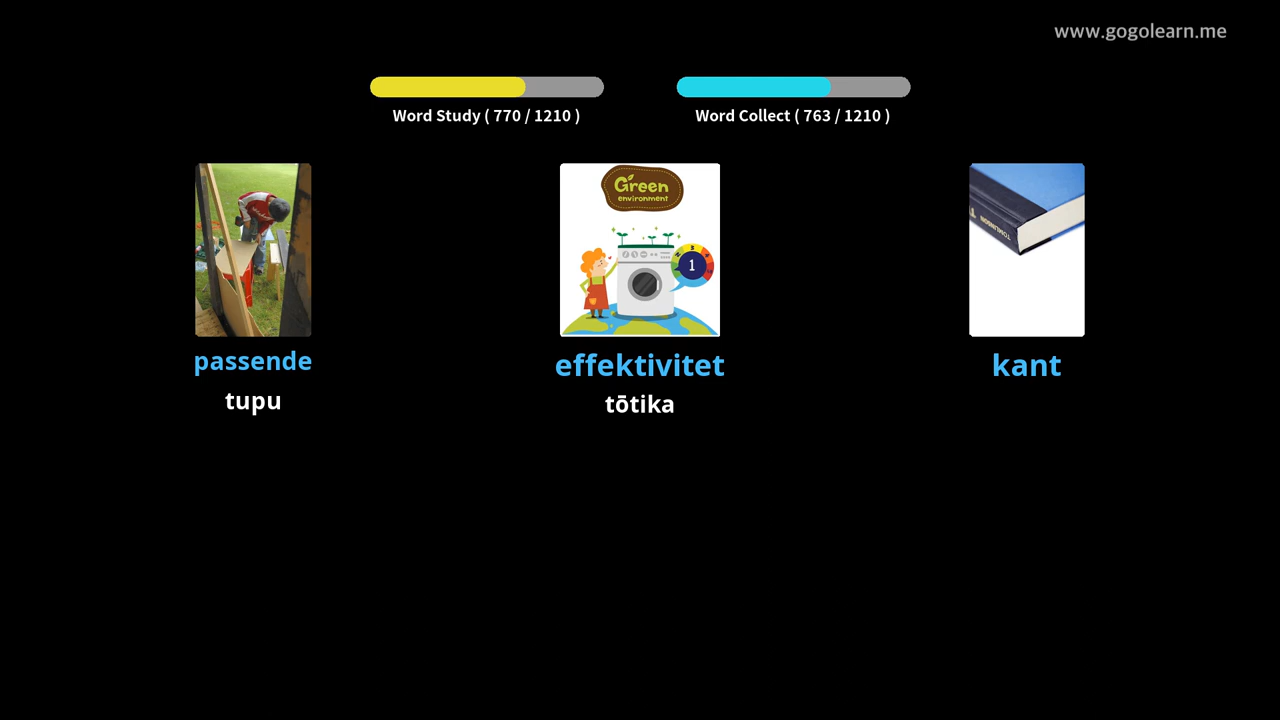 www.gogolearn.me
Word Study ( 770 / 1210 )
Word Collect ( 763 / 1210 )
Green
environment
1
TOMLINSON
passende
effektivitet
kant
tupu
tōtika